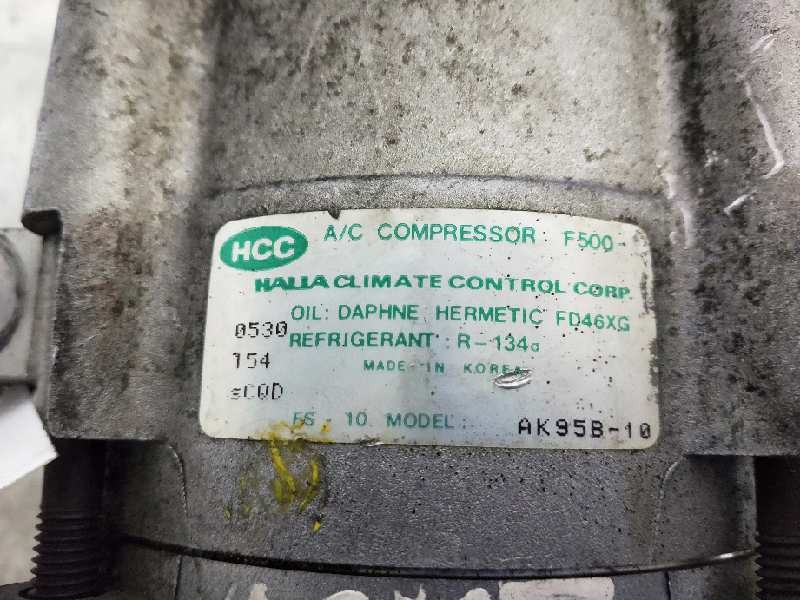 HCC A/C COMPRESSOR : F500-
HALLA CLIMATE CONTROL CORP.
OIL: DAPHNE HERMETIC FD46XG
0530 REFRIGERANT : R-134a
154 MADE IN KOREA
FS - 10 MODEL : AK95B-10